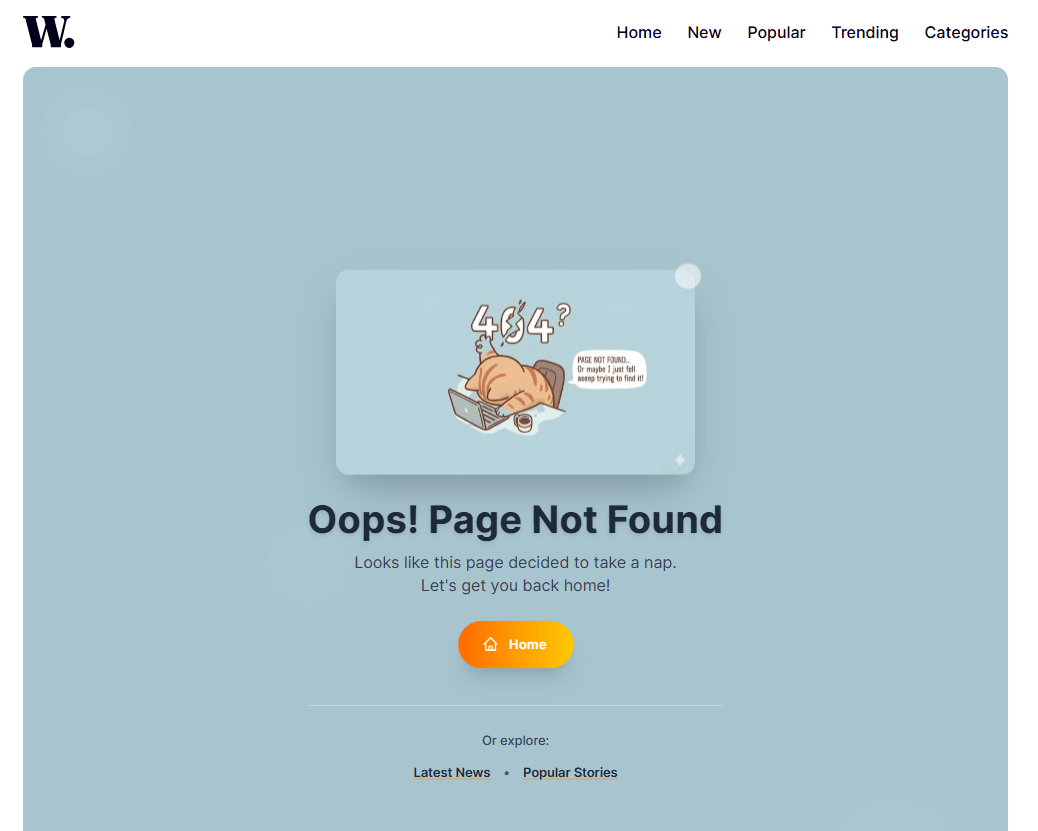 W.
Home New Popular Trending Categories
404?
PAGE NOT FOUND...
Or maybe I just fell
aseep trying to find it!
Oops! Page Not Found
Looks like this page decided to take a nap.
Let's get you back home!
Home
Or explore:
Latest News • Popular Stories